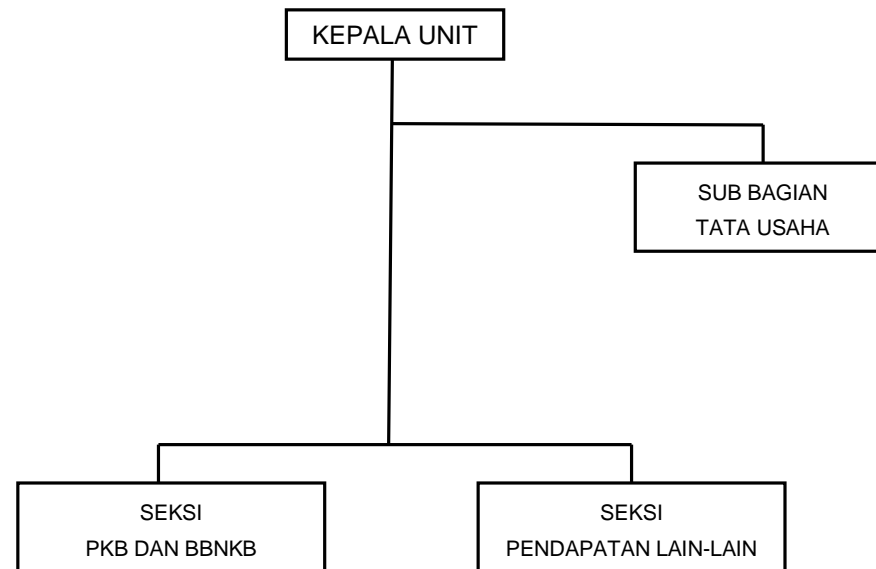 KEPALA UNIT
SUB BAGIAN
TATA USAHA
SEKSI
PKB DAN BBNKB
SEKSI
PENDAPATAN LAIN-LAIN